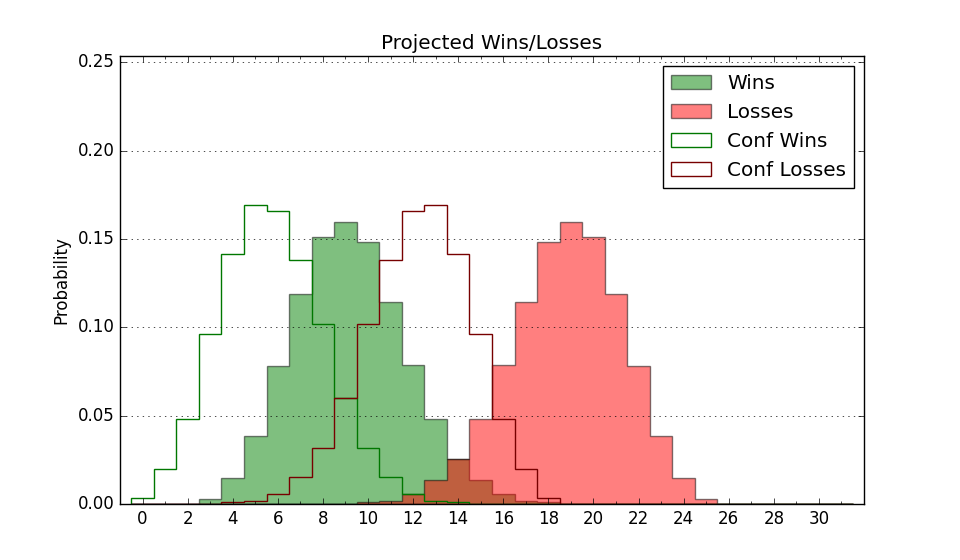 Projected Wins/Losses
0.25
0.20
0.15
0.10
0.05
0.00
Probability
Wins
Losses
Conf Wins
Conf Losses
0 2 4 6 8 10 12 14 16 18 20 22 24 26 28 30